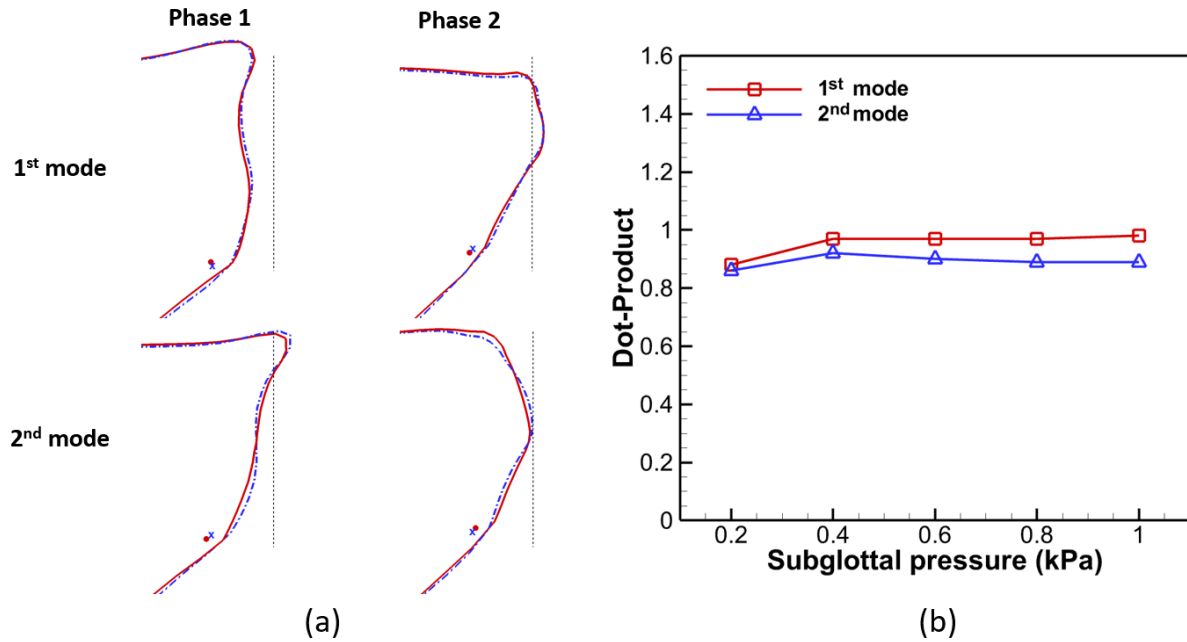 Phase 1
Phase 2
1st mode
2nd mode
x
x
x
x
(a)
1.6
1.4
1.2
1
0.8
0.6
0.4
0.2
0
Dot-Product
1st mode
2nd mode
0.2 0.4 0.6 0.8 1
Subglottal pressure (kPa)
(b)